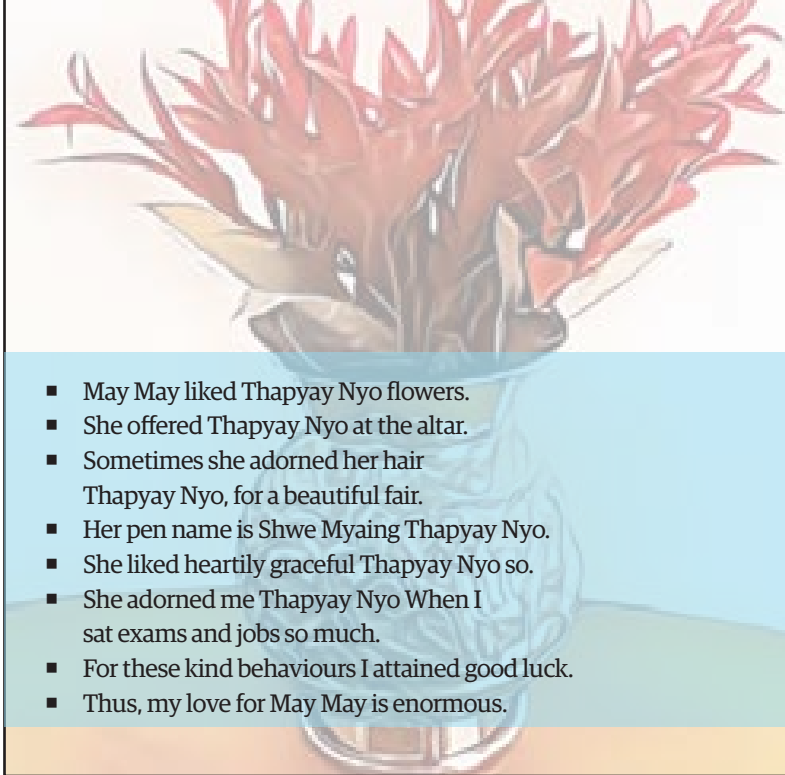 ▪ May May liked Thapyay Nyo flowers.
▪ She offered Thapyay Nyo at the altar.
▪ Sometimes she adorned her hair
Thapyay Nyo, for a beautiful fair.
▪ Her pen name is Shwe Myaing Thapyay Nyo.
▪ She liked heartily graceful Thapyay Nyo so.
▪ She adorned me Thapyay Nyo When I
sat exams and jobs so much.
▪ For these kind behaviours I attained good luck.
▪ Thus, my love for May May is enormous.